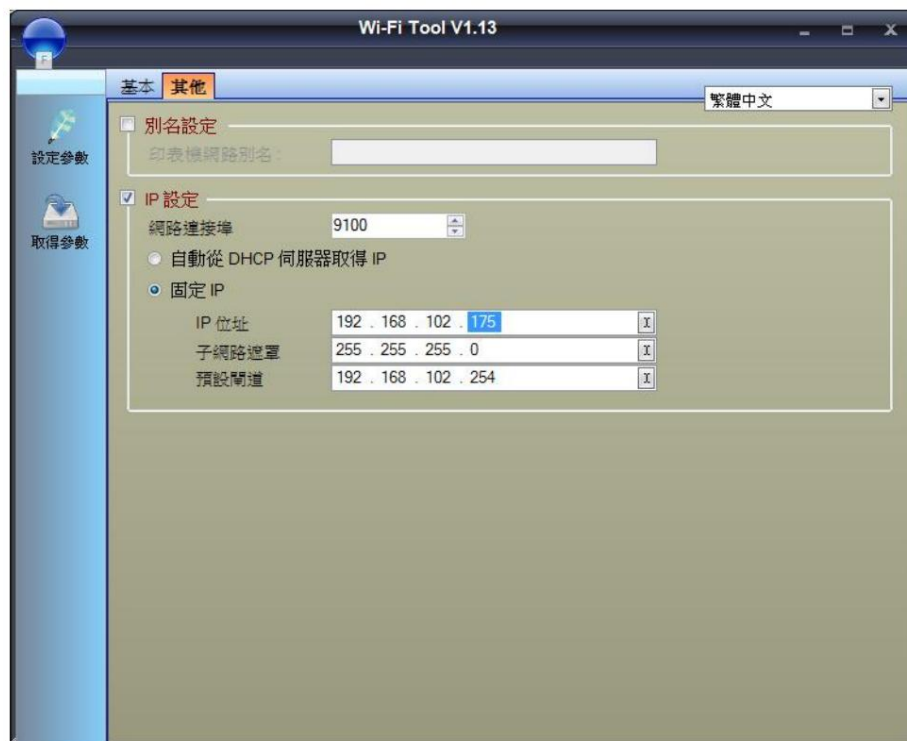 Wi-Fi Tool V1.13
F
基本 其他
繁體中文
設定參數
取得參數
別名設定
印表機網路別名：
IP 設定
網路連接埠 9100
自動從 DHCP 伺服器取得 IP
固定 IP
IP 位址 192 . 168 . 102 . 175
子網路遮罩 255 . 255 . 255 . 0
預設閘道 192 . 168 . 102 . 254